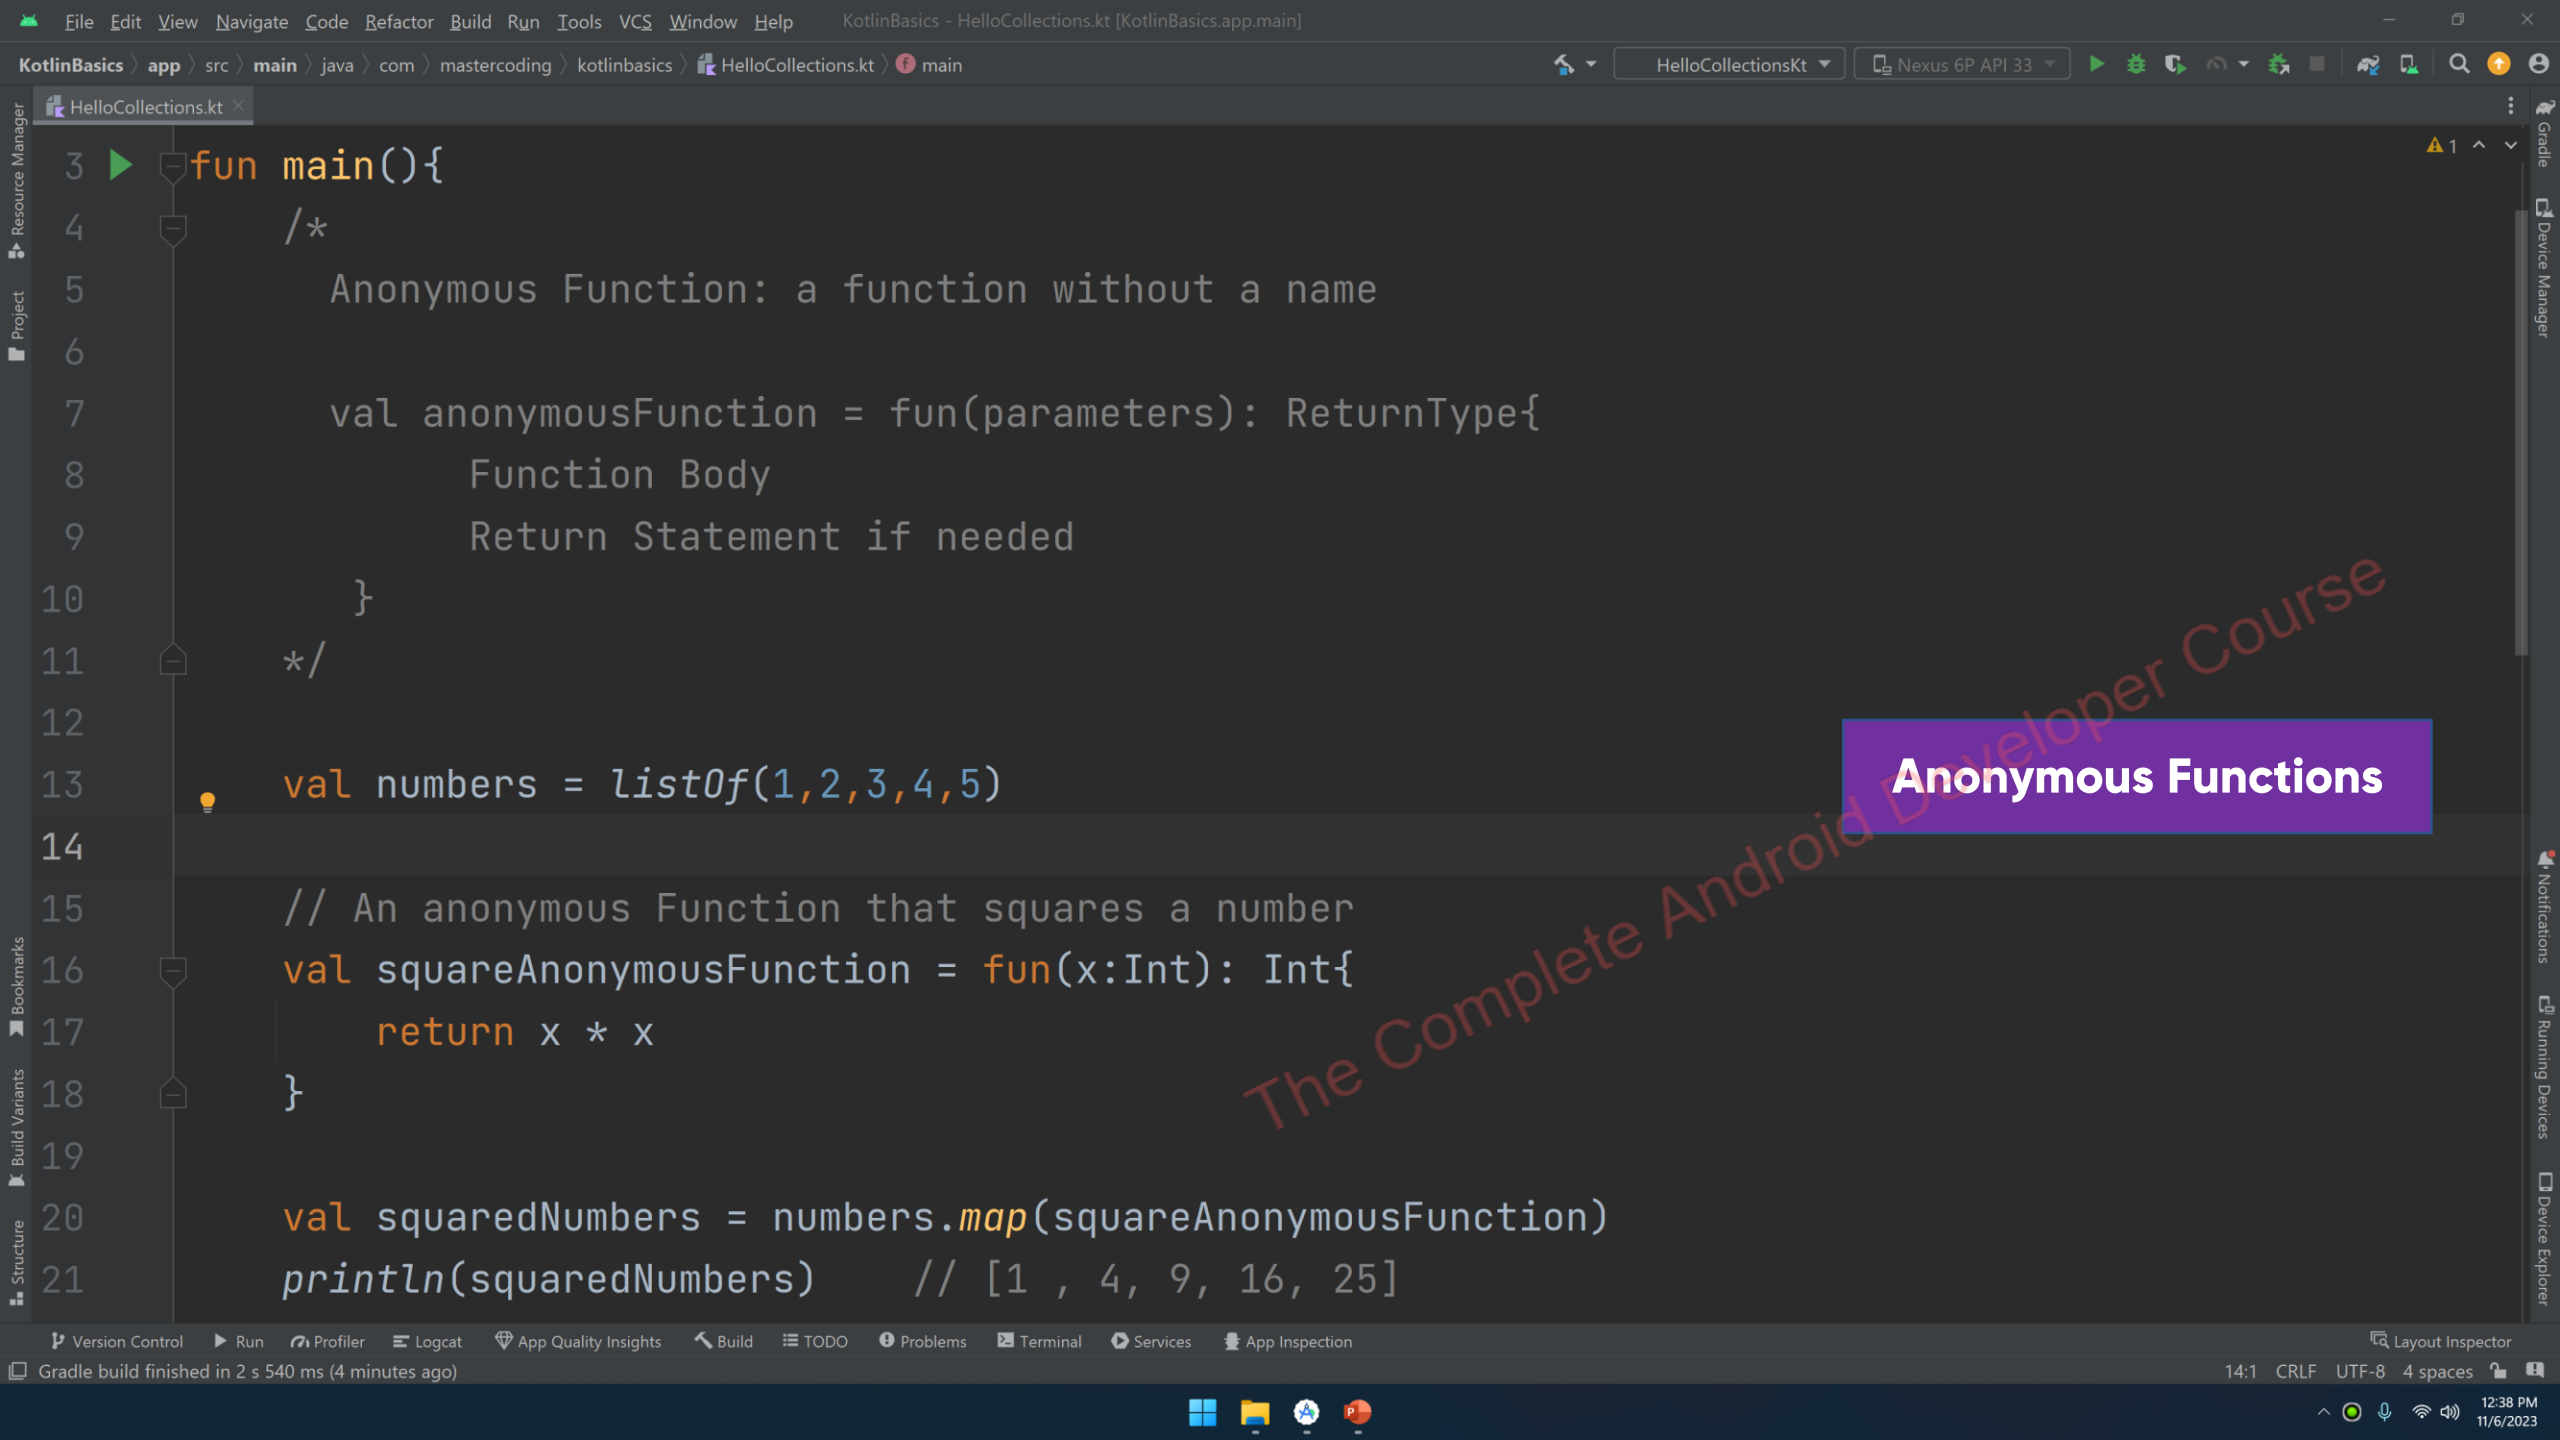 File Edit View Navigate Code Refactor Build Run Tools VCS Window Help KotlinBasics - HelloCollections.kt [KotlinBasics.app.main]
KotlinBasics app src main java com mastercoding kotlinbasics HelloCollections.kt main HelloCollectionsKt Nexus 6P API 33
HelloCollections.kt
1
3 fun main(){
4 /*
5 Anonymous Function: a function without a name
6
7 val anonymousFunction = fun(parameters): ReturnType{
8 Function Body
9 Return Statement if needed
10 }
11 */
12
13 val numbers = listOf(1,2,3,4,5)
14
15 // An anonymous Function that squares a number
16 val squareAnonymousFunction = fun(x:Int): Int{
17 return x * x
18 }
19
20 val squaredNumbers = numbers.map(squareAnonymousFunction)
21 println(squaredNumbers) // [1 , 4, 9, 16, 25]
Anonymous Functions
The Complete Android Developer Course
Resource Manager
Project
Bookmarks
Build Variants
Structure
Gradle
Device Manager
Notifications
Running Devices
Device Explorer
Version Control Run Profiler Logcat App Quality Insights Build TODO Problems Terminal Services App Inspection Layout Inspector
Gradle build finished in 2 s 540 ms (4 minutes ago) 14:1 CRLF UTF-8 4 spaces
12:38 PM
11/6/2023